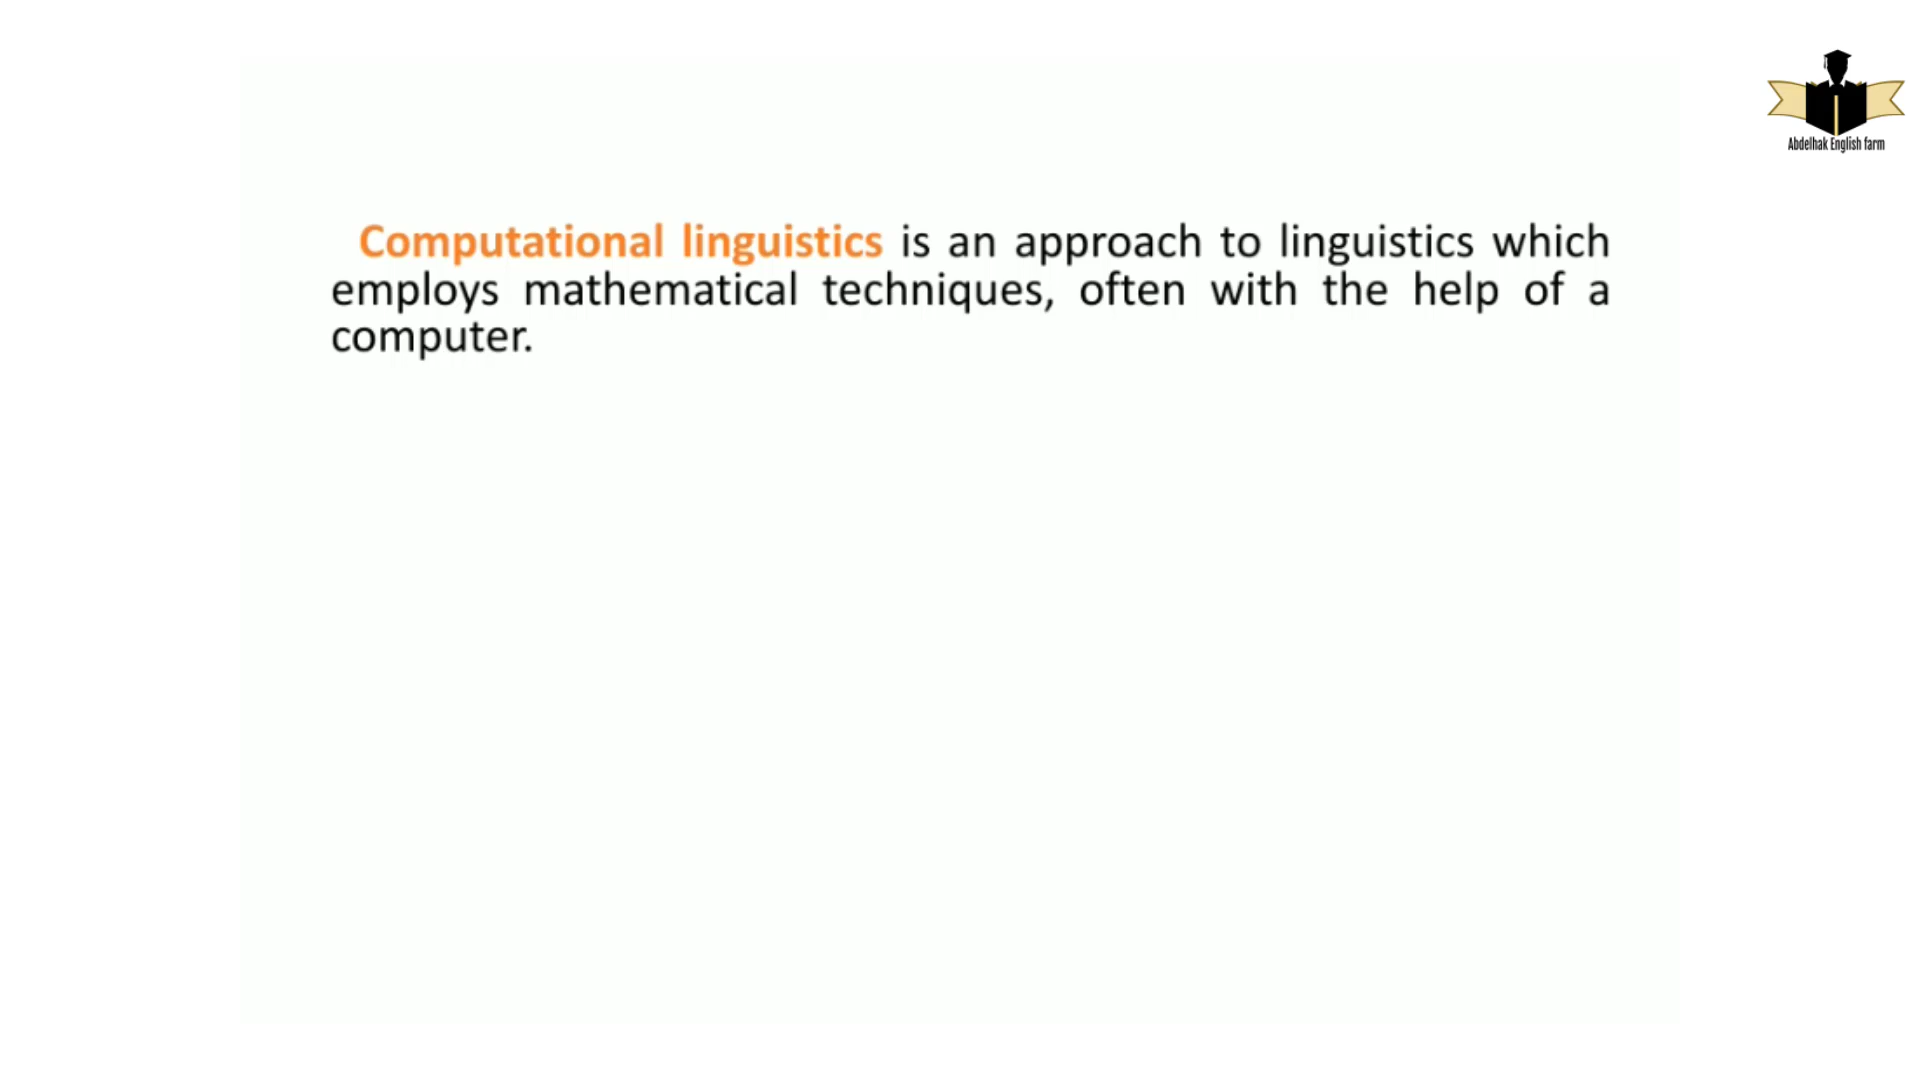 Abdelhak English farm
Computational linguistics is an approach to linguistics which
employs mathematical techniques, often with the help of a
computer.